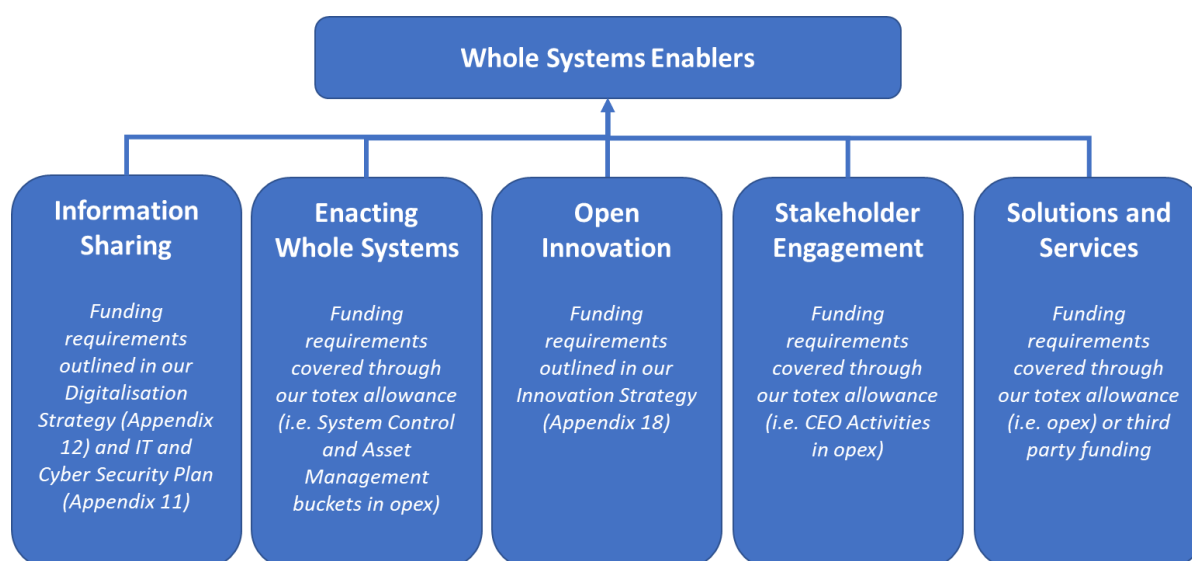 Whole Systems Enablers
Information
Sharing
Funding
requirements
outlined in our
Digitalisation
Strategy (Appendix
12) and IT and
Cyber Security Plan
(Appendix 11)
Enacting
Whole Systems
Funding
requirements
covered through
our totex allowance
(i.e. System Control
and Asset
Management
buckets in opex)
Open
Innovation
Funding
requirements
outlined in our
Innovation Strategy
(Appendix 18)
Stakeholder
Engagement
Funding
requirements
covered through
our totex allowance
(i.e. CEO Activities
in opex)
Solutions and
Services
Funding
requirements
covered through
our totex allowance
(i.e. opex) or third
party funding